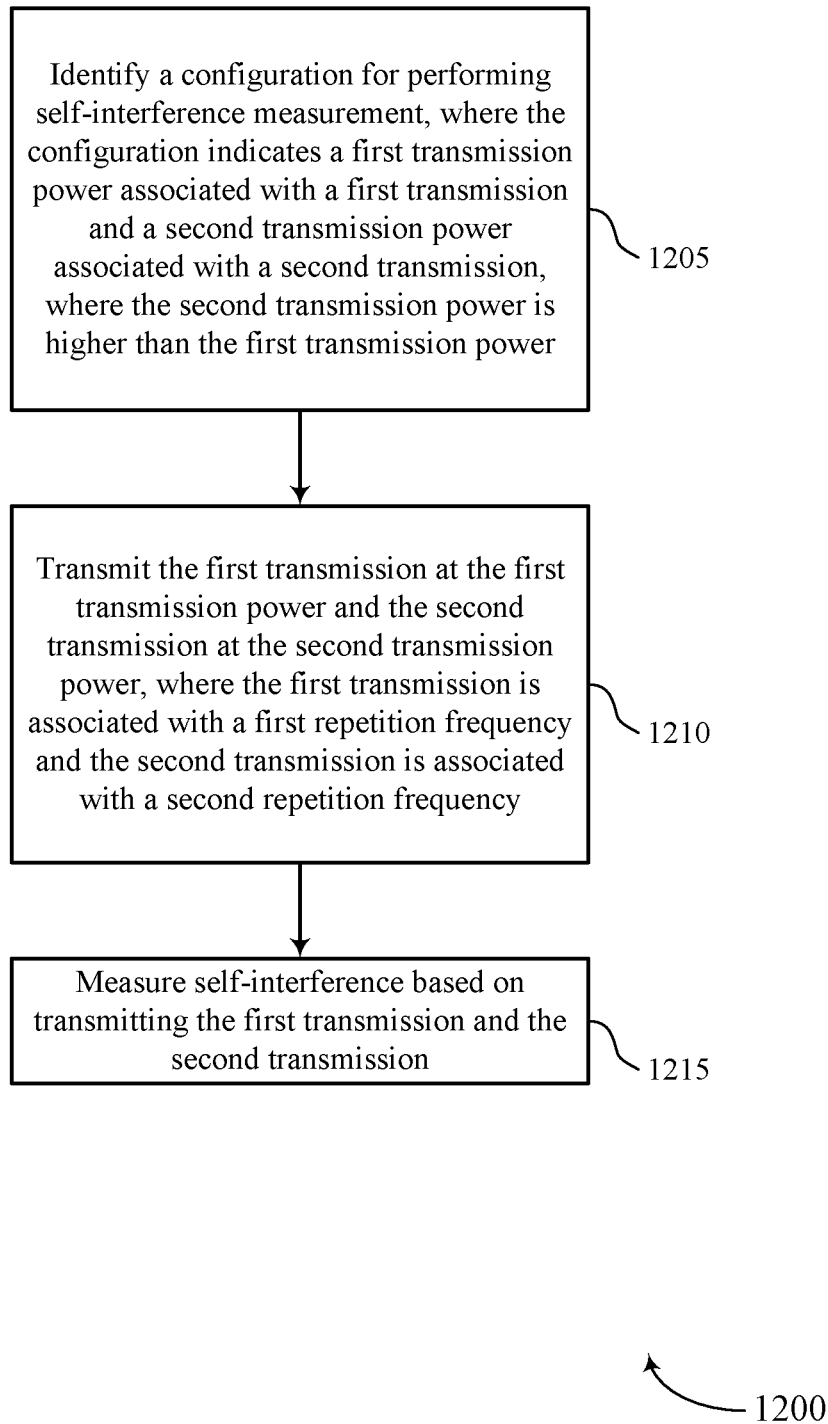 Identify a configuration for performing
self-interference measurement, where the
configuration indicates a first transmission
power associated with a first transmission
and a second transmission power
associated with a second transmission,
where the second transmission power is
higher than the first transmission power
1205
Transmit the first transmission at the first
transmission power and the second
transmission at the second transmission
power, where the first transmission is
associated with a first repetition frequency
and the second transmission is associated
with a second repetition frequency
1210
Measure self-interference based on
transmitting the first transmission and the
second transmission
1215
1200